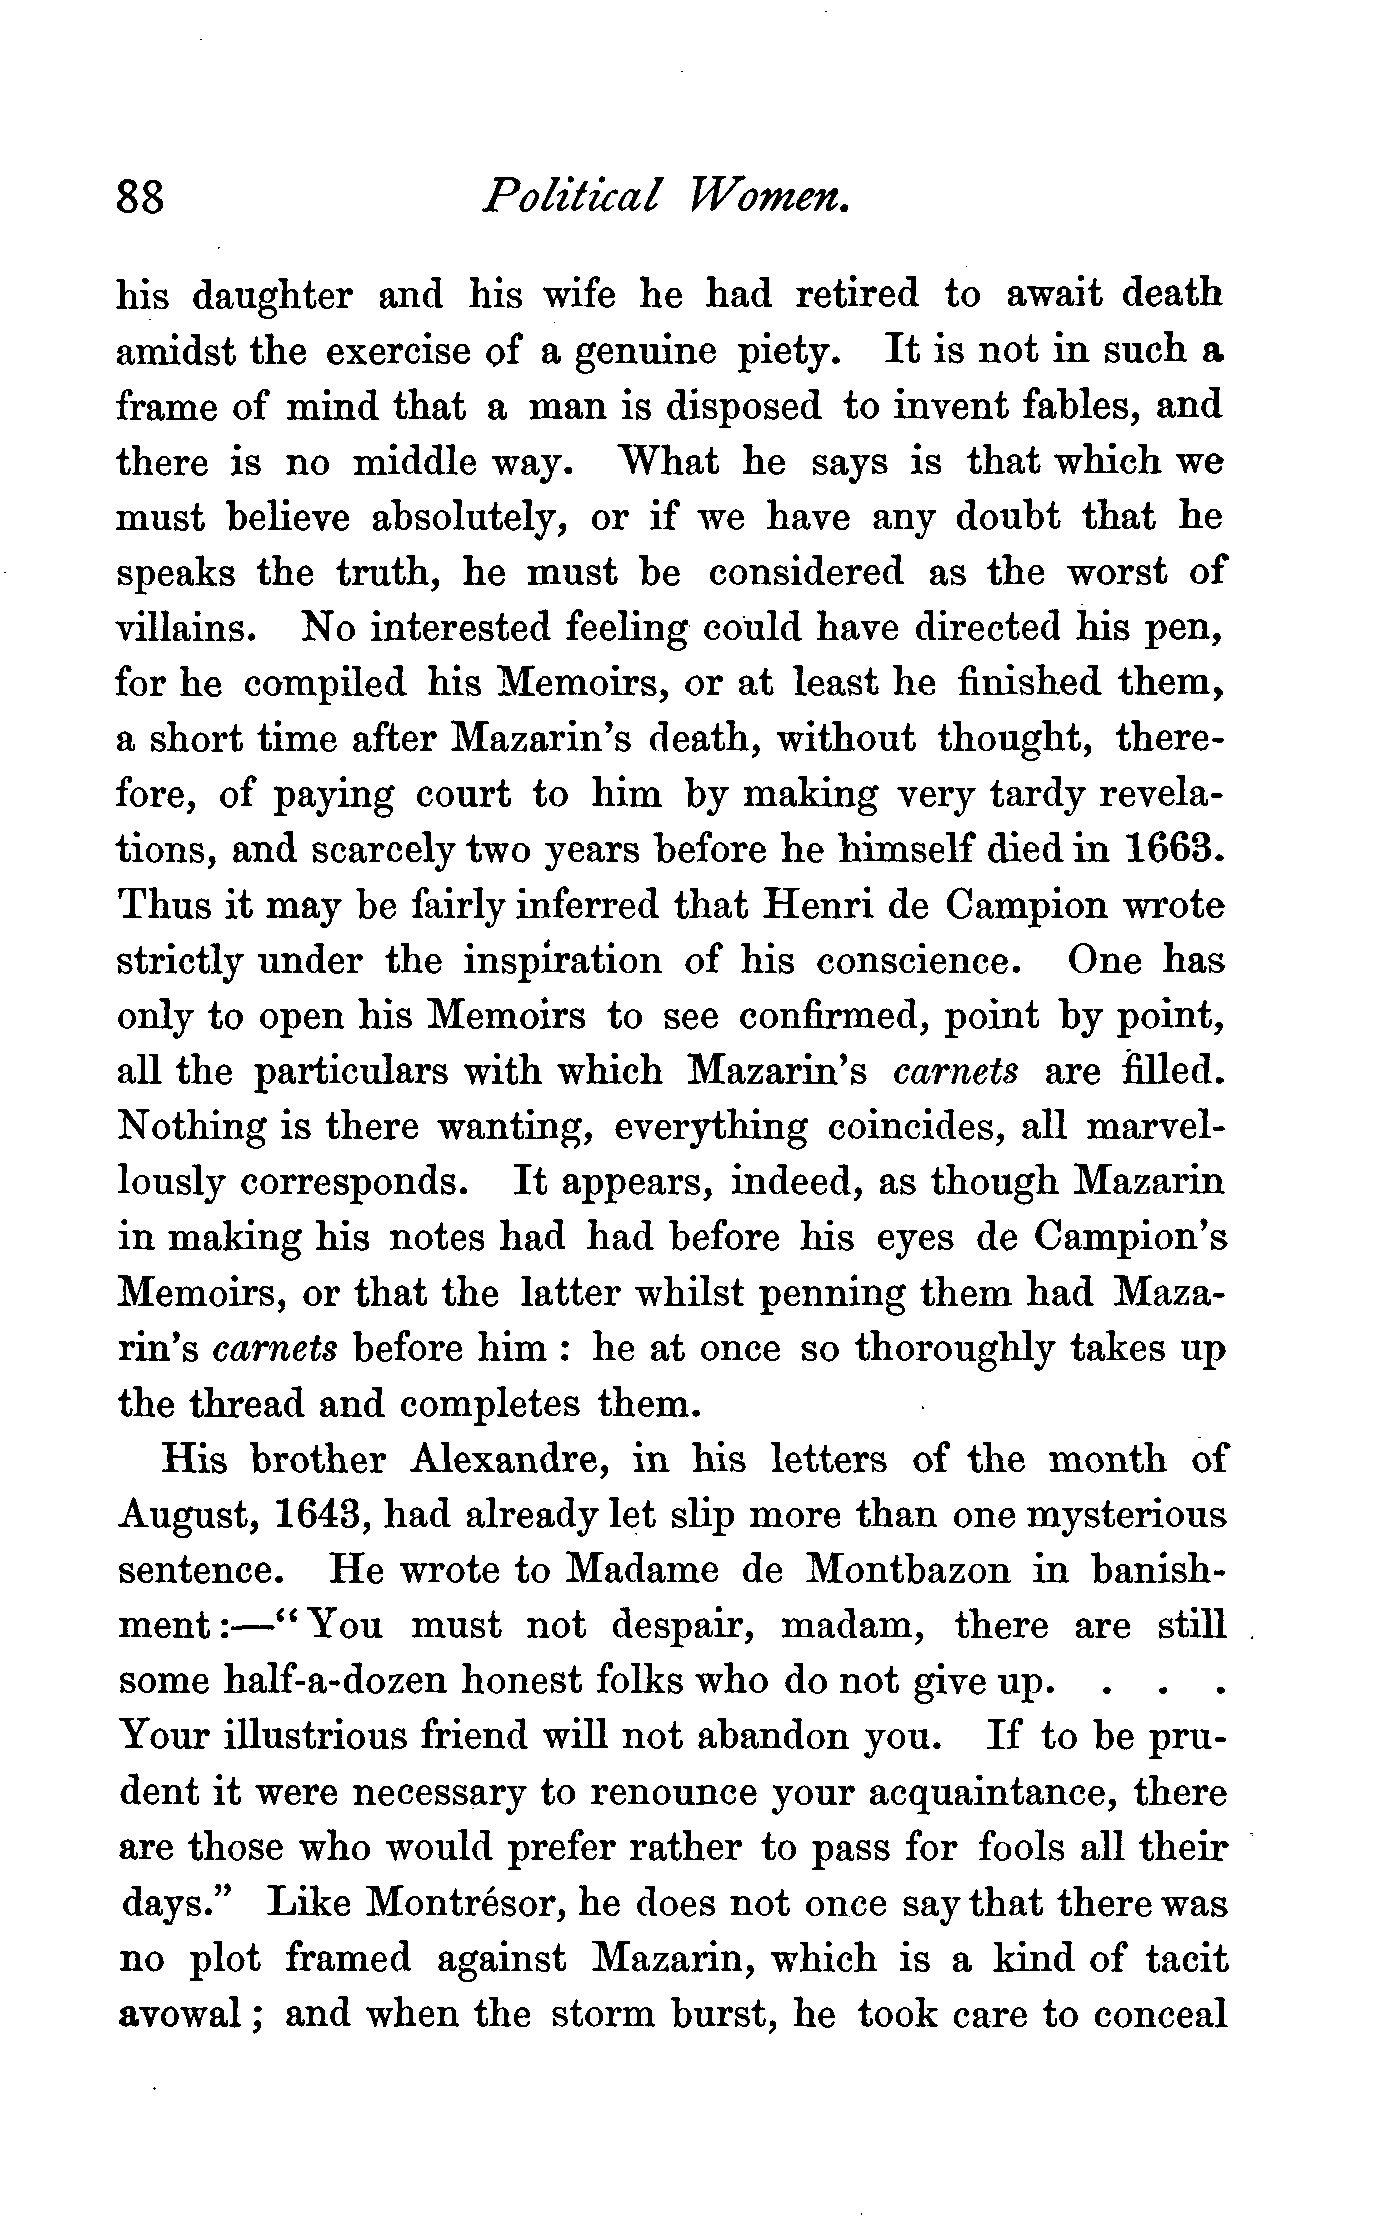 88 Political Women.
his daughter and his wife he had retired to await death
amidst the exercise of a genuine piety. It is not in such a
frame of mind that a man is disposed to invent fables, and
there is no middle way. What he says is that which we
must believe absolutely, or if we have any doubt that he
speaks the truth, he must be considered as the worst of
villains. No interested feeling could have directed his pen,
for he compiled his Memoirs, or at least he finished them,
a short time after Mazarin's death, without thought, there-
fore, of paying court to him by making very tardy revela-
tions, and scarcely two years before he himself died in 1663.
Thus it may be fairly inferred that Henri de Campion wrote
strictly under the inspiration of his conscience. One has
only to open his Memoirs to see confirmed, point by point,
all the particulars with which Mazarin's carnets are filled.
Nothing is there wanting, everything coincides, all marvel-
lously corresponds. It appears, indeed, as though Mazarin
in making his notes had had before his eyes de Campion's
Memoirs, or that the latter whilst penning them had Maza-
rin's carnets before him : he at once so thoroughly takes up
the thread and completes them.
His brother Alexandre, in his letters of the month of
August, 1643, had already let slip more than one mysterious
sentence. He wrote to Madame de Montbazon in banish-
ment:—"You must not despair, madam, there are still
some half-a-dozen honest folks who do not give up. . . .
Your illustrious friend will not abandon you. If to be pru-
dent it were necessary to renounce your acquaintance, there
are those who would prefer rather to pass for fools all their
days." Like Montrésor, he does not once say that there was
no plot framed against Mazarin, which is a kind of tacit
avowal ; and when the storm burst, he took care to conceal